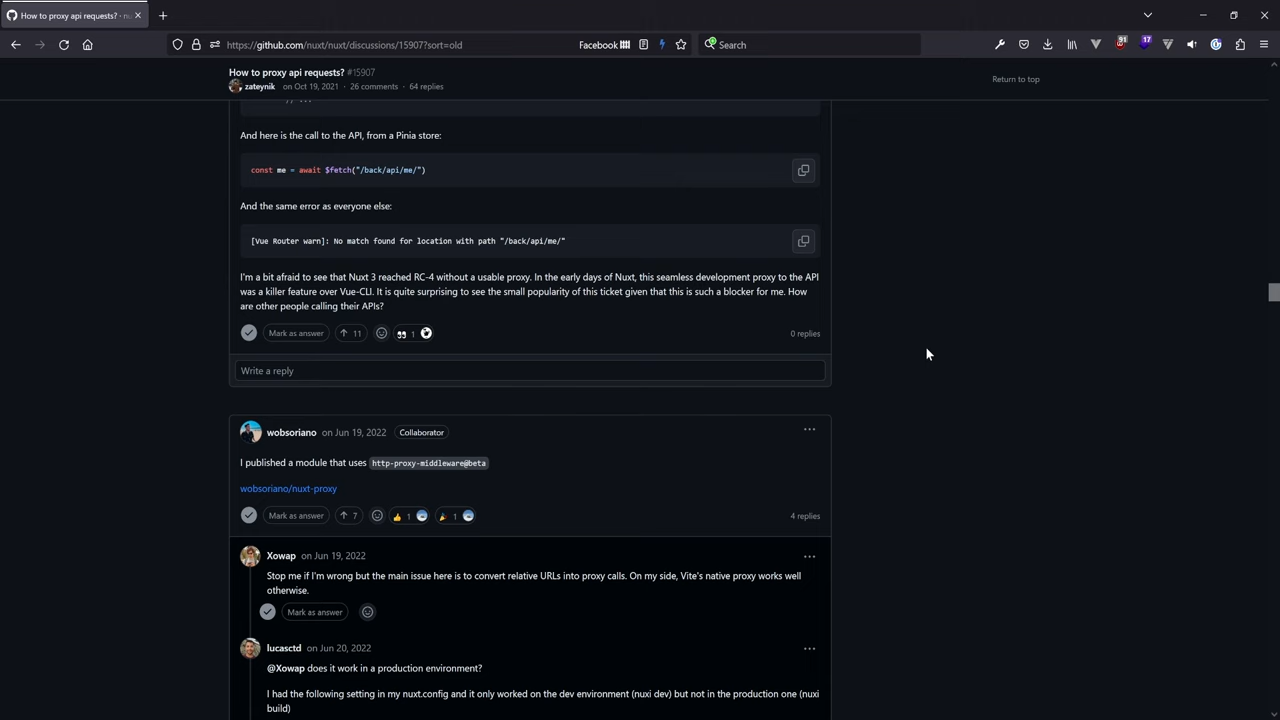 How to proxy api requests? · nu
https://github.com/nuxt/nuxt/discussions/15907?sort=old
Facebook
Search
91
17
How to proxy api requests? #15907
zateynik on Oct 19, 2021 · 26 comments · 64 replies
Return to top
// ...
And here is the call to the API, from a Pinia store:
const me = await $fetch("/back/api/me/")
And the same error as everyone else:
[Vue Router warn]: No match found for location with path "/back/api/me/"
I'm a bit afraid to see that Nuxt 3 reached RC-4 without a usable proxy. In the early days of Nuxt, this seamless development proxy to the API
was a killer feature over Vue-CLI. It is quite surprising to see the small popularity of this ticket given that this is such a blocker for me. How
are other people calling their APIs?
Mark as answer
11
1
0 replies
Write a reply
wobsoriano on Jun 19, 2022 Collaborator
I published a module that uses http-proxy-middleware@beta
wobsoriano/nuxt-proxy
Mark as answer
7
1
1
4 replies
Xowap on Jun 19, 2022
Stop me if I'm wrong but the main issue here is to convert relative URLs into proxy calls. On my side, Vite's native proxy works well
otherwise.
Mark as answer
lucasctd on Jun 20, 2022
@Xowap does it work in a production environment?
I had the following setting in my nuxt.config and it only worked on the dev environment (nuxi dev) but not in the production one (nuxi
build)